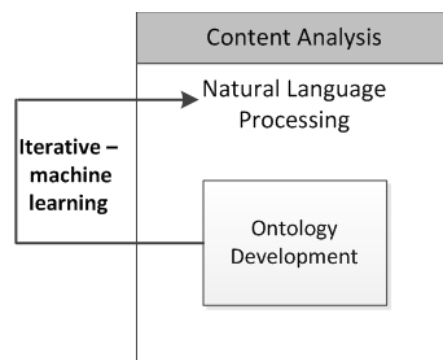 Content Analysis
Natural Language
Processing
Iterative –
machine
learning
Ontology
Development